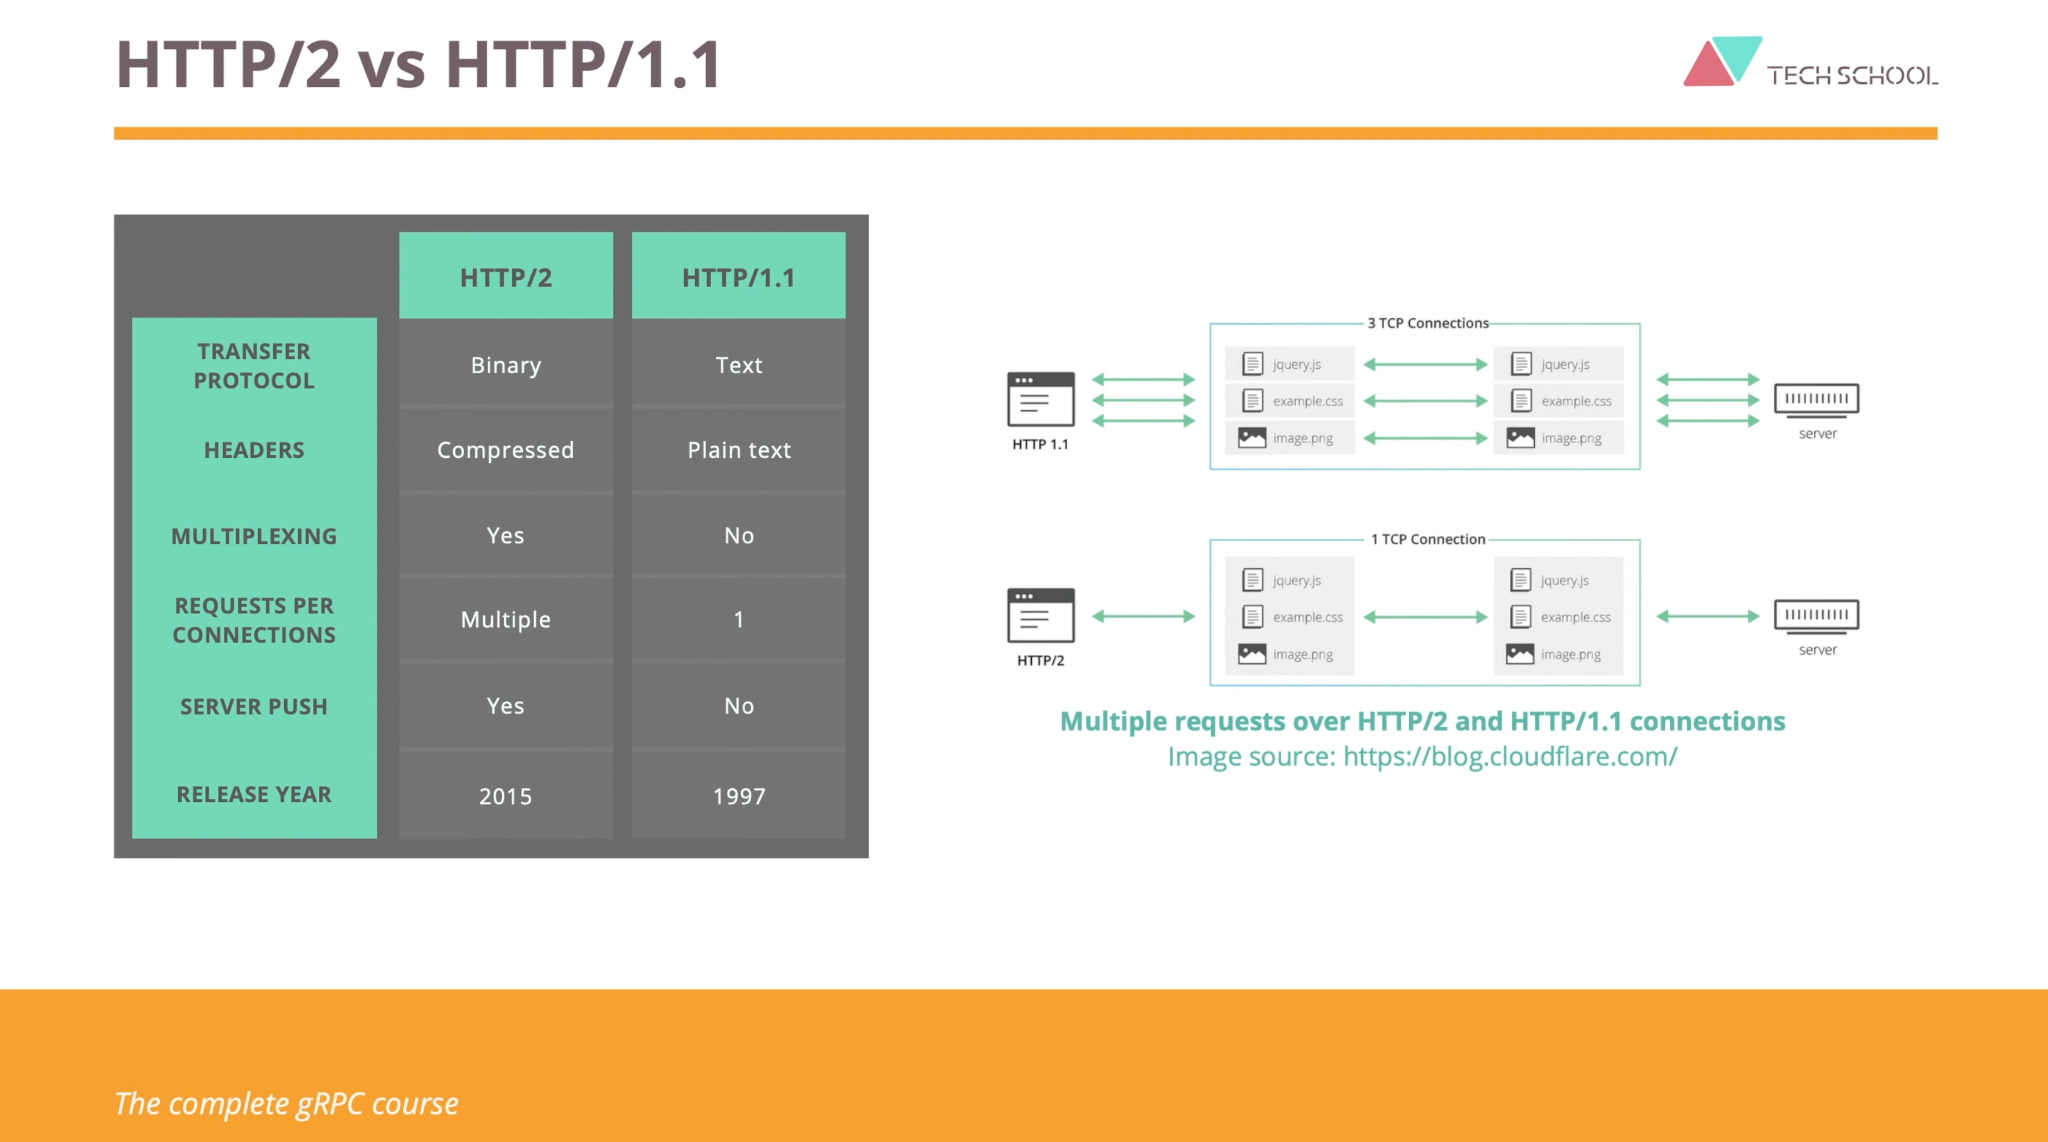 HTTP/2 vs HTTP/1.1
TECH SCHOOL
HTTP/2 HTTP/1.1
TRANSFER
PROTOCOL
Binary Text
HEADERS Compressed Plain text
MULTIPLEXING Yes No
REQUESTS PER
CONNECTIONS
Multiple 1
SERVER PUSH Yes No
RELEASE YEAR 2015 1997
3 TCP Connections
jquery.js jquery.js
example.css example.css
image.png image.png
HTTP 1.1
server
1 TCP Connection
jquery.js jquery.js
example.css example.css
image.png image.png
HTTP/2
server
Multiple requests over HTTP/2 and HTTP/1.1 connections
Image source: https://blog.cloudflare.com/
The complete gRPC course